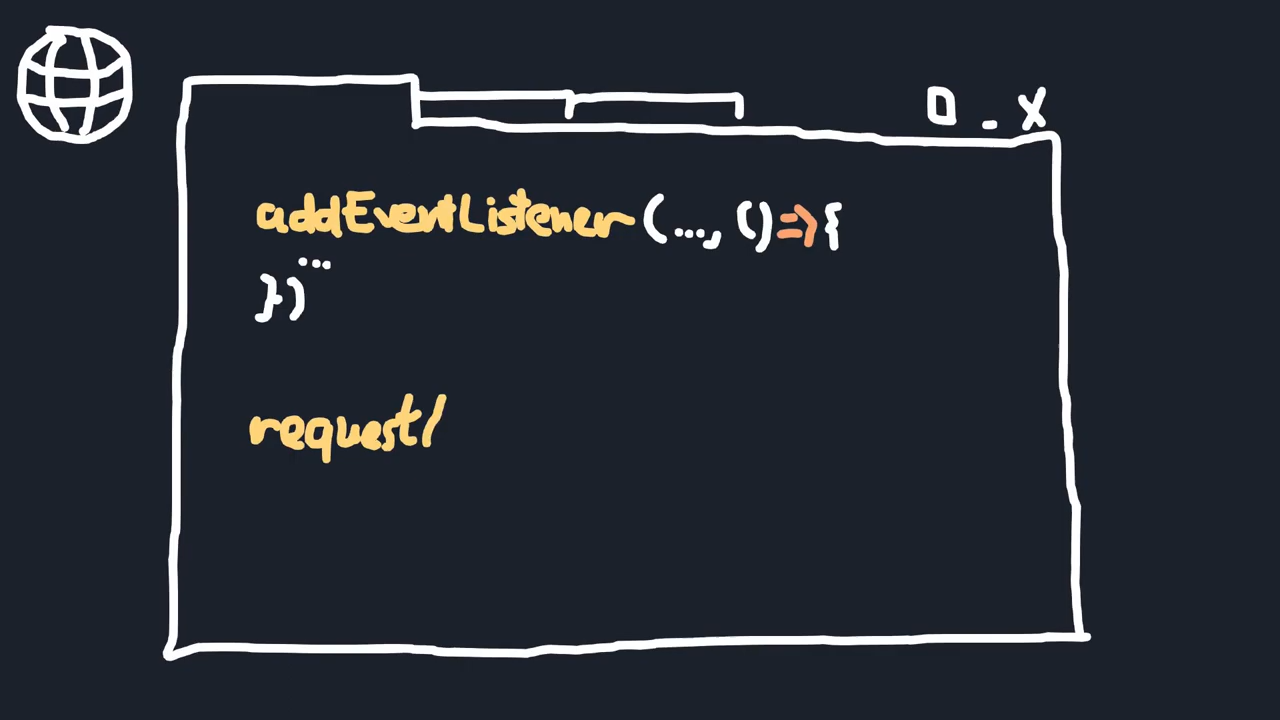 addEventListener(..., () => {
...
})
request/